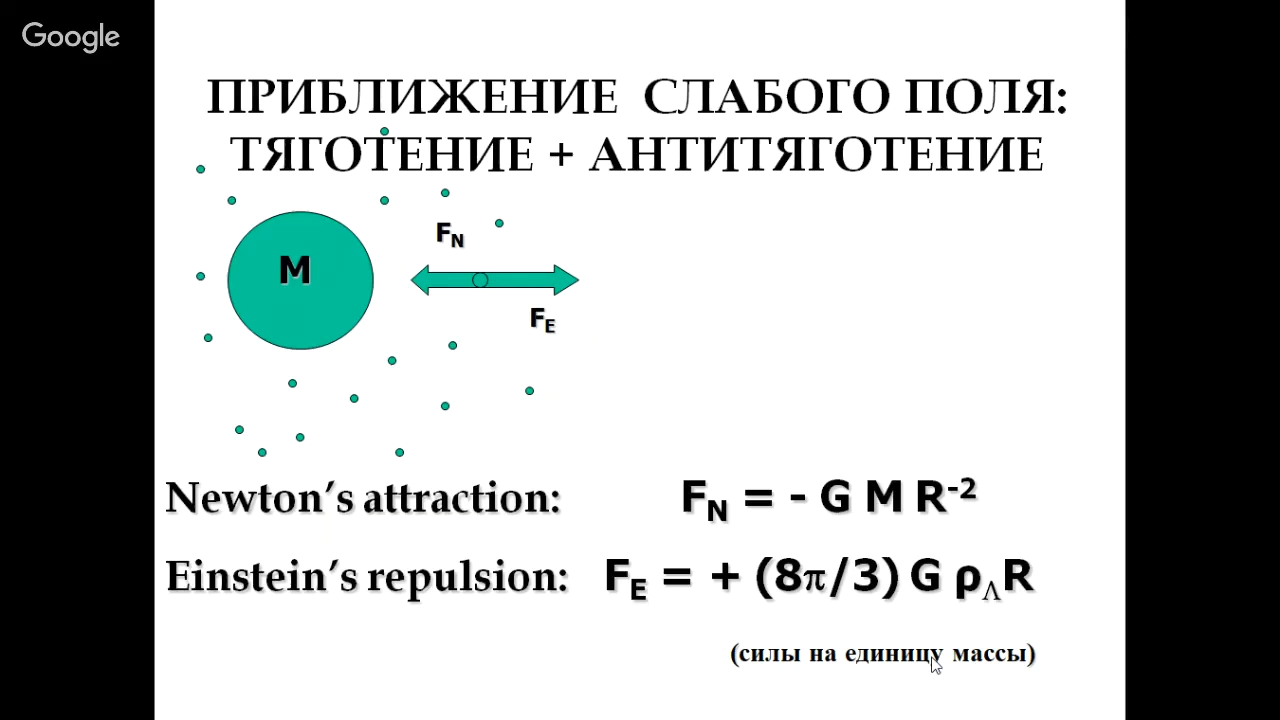 Google
ПРИБЛИЖЕНИЕ СЛАБОГО ПОЛЯ:
ТЯГОТЕНИЕ + АНТИТЯГОТЕНИЕ
F_N
M
F_E
Newton’s attraction: F_N = - G M R^-2
Einstein’s repulsion: F_E = + (8π/3) G ρ_Λ R
(силы на единицу массы)